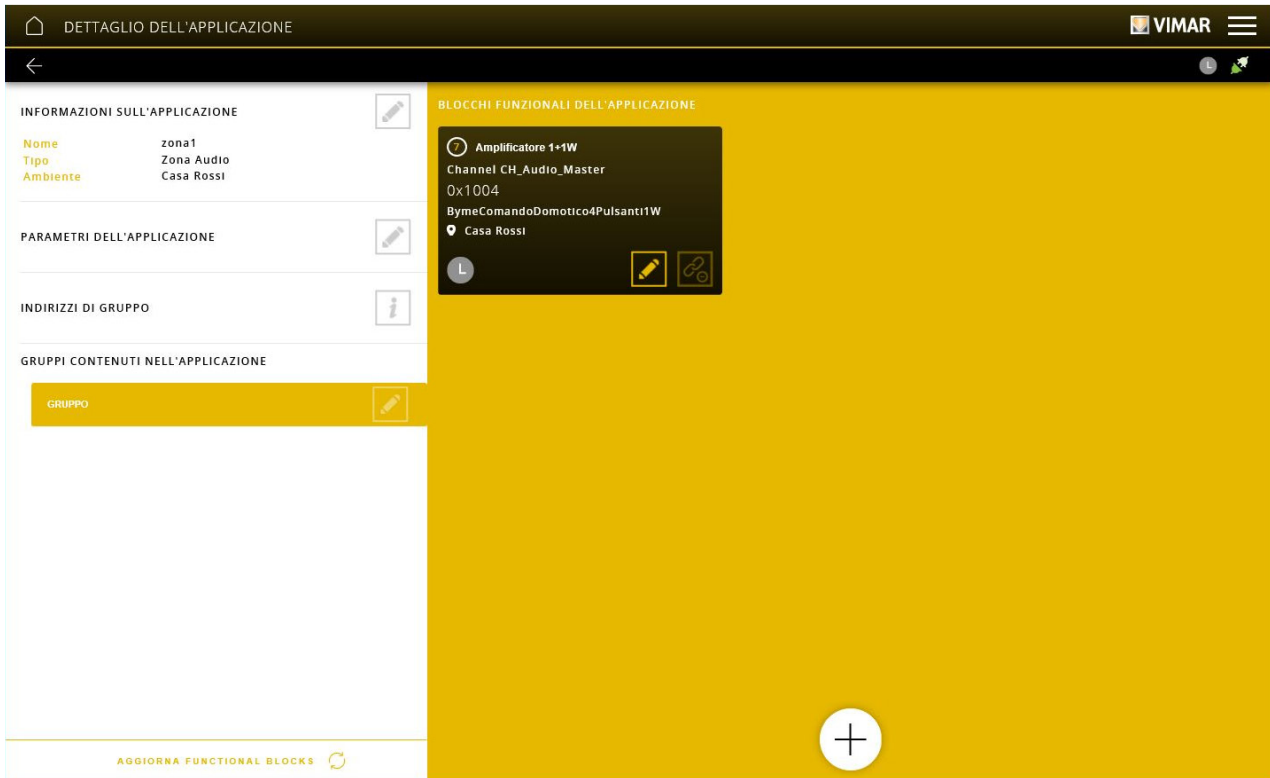 DETTAGLIO DELL'APPLICAZIONE
VIMAR
L
INFORMAZIONI SULL'APPLICAZIONE
Nome zona1
Tipo Zona Audio
Ambiente Casa Rossi
PARAMETRI DELL'APPLICAZIONE
INDIRIZZI DI GRUPPO
i
GRUPPI CONTENUTI NELL'APPLICAZIONE
GRUPPO
AGGIORNA FUNCTIONAL BLOCKS
BLOCCHI FUNZIONALI DELL'APPLICAZIONE
7 Amplificatore 1+1W
Channel CH_Audio_Master
0x1004
BymeComandoDomotico4Pulsanti1W
Casa Rossi
L